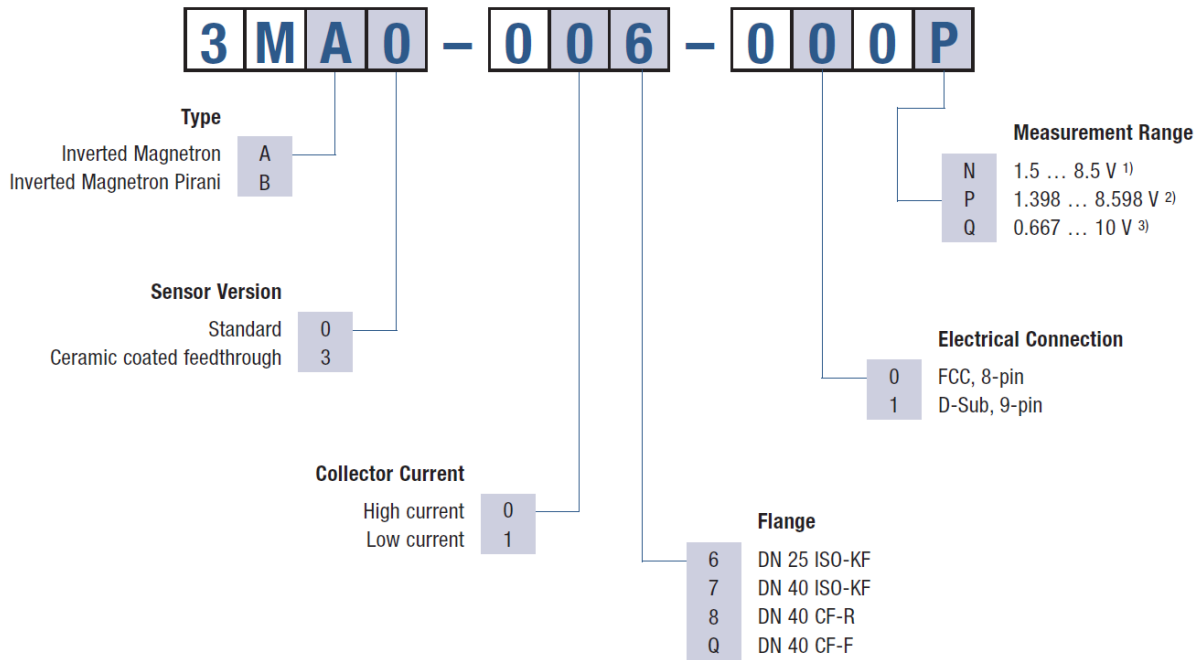 3MA0–006–000P
Type
Inverted Magnetron A
Inverted Magnetron Pirani B
Measurement Range
N 1.5 … 8.5 V 1)
P 1.398 … 8.598 V 2)
Q 0.667 … 10 V 3)
Sensor Version
Standard 0
Ceramic coated feedthrough 3
Electrical Connection
0 FCC, 8-pin
1 D-Sub, 9-pin
Collector Current
High current 0
Low current 1
Flange
6 DN 25 ISO-KF
7 DN 40 ISO-KF
8 DN 40 CF-R
Q DN 40 CF-F